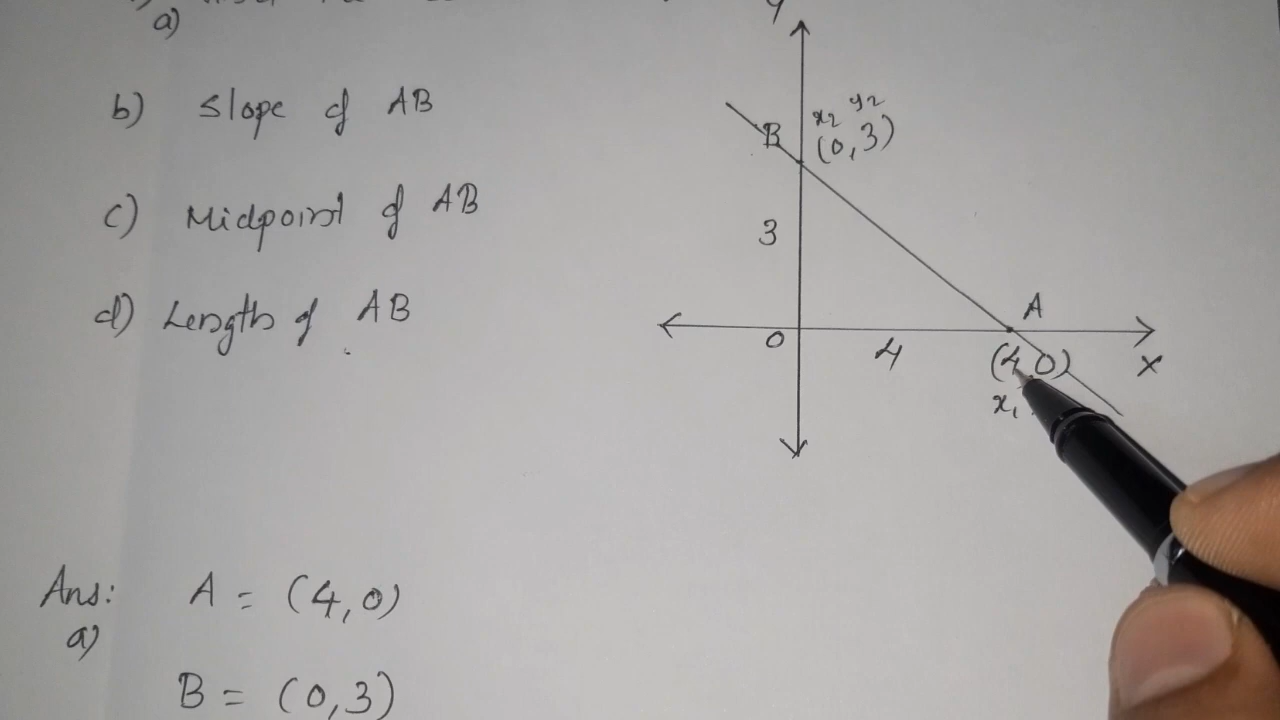 a)
b) Slope of AB
c) Midpoint of AB
d) Length of AB
y
x2 y2
B (0,3)
3
A
0 4 (4,0) x
x1
Ans: A = (4,0)
a)
B = (0,3)